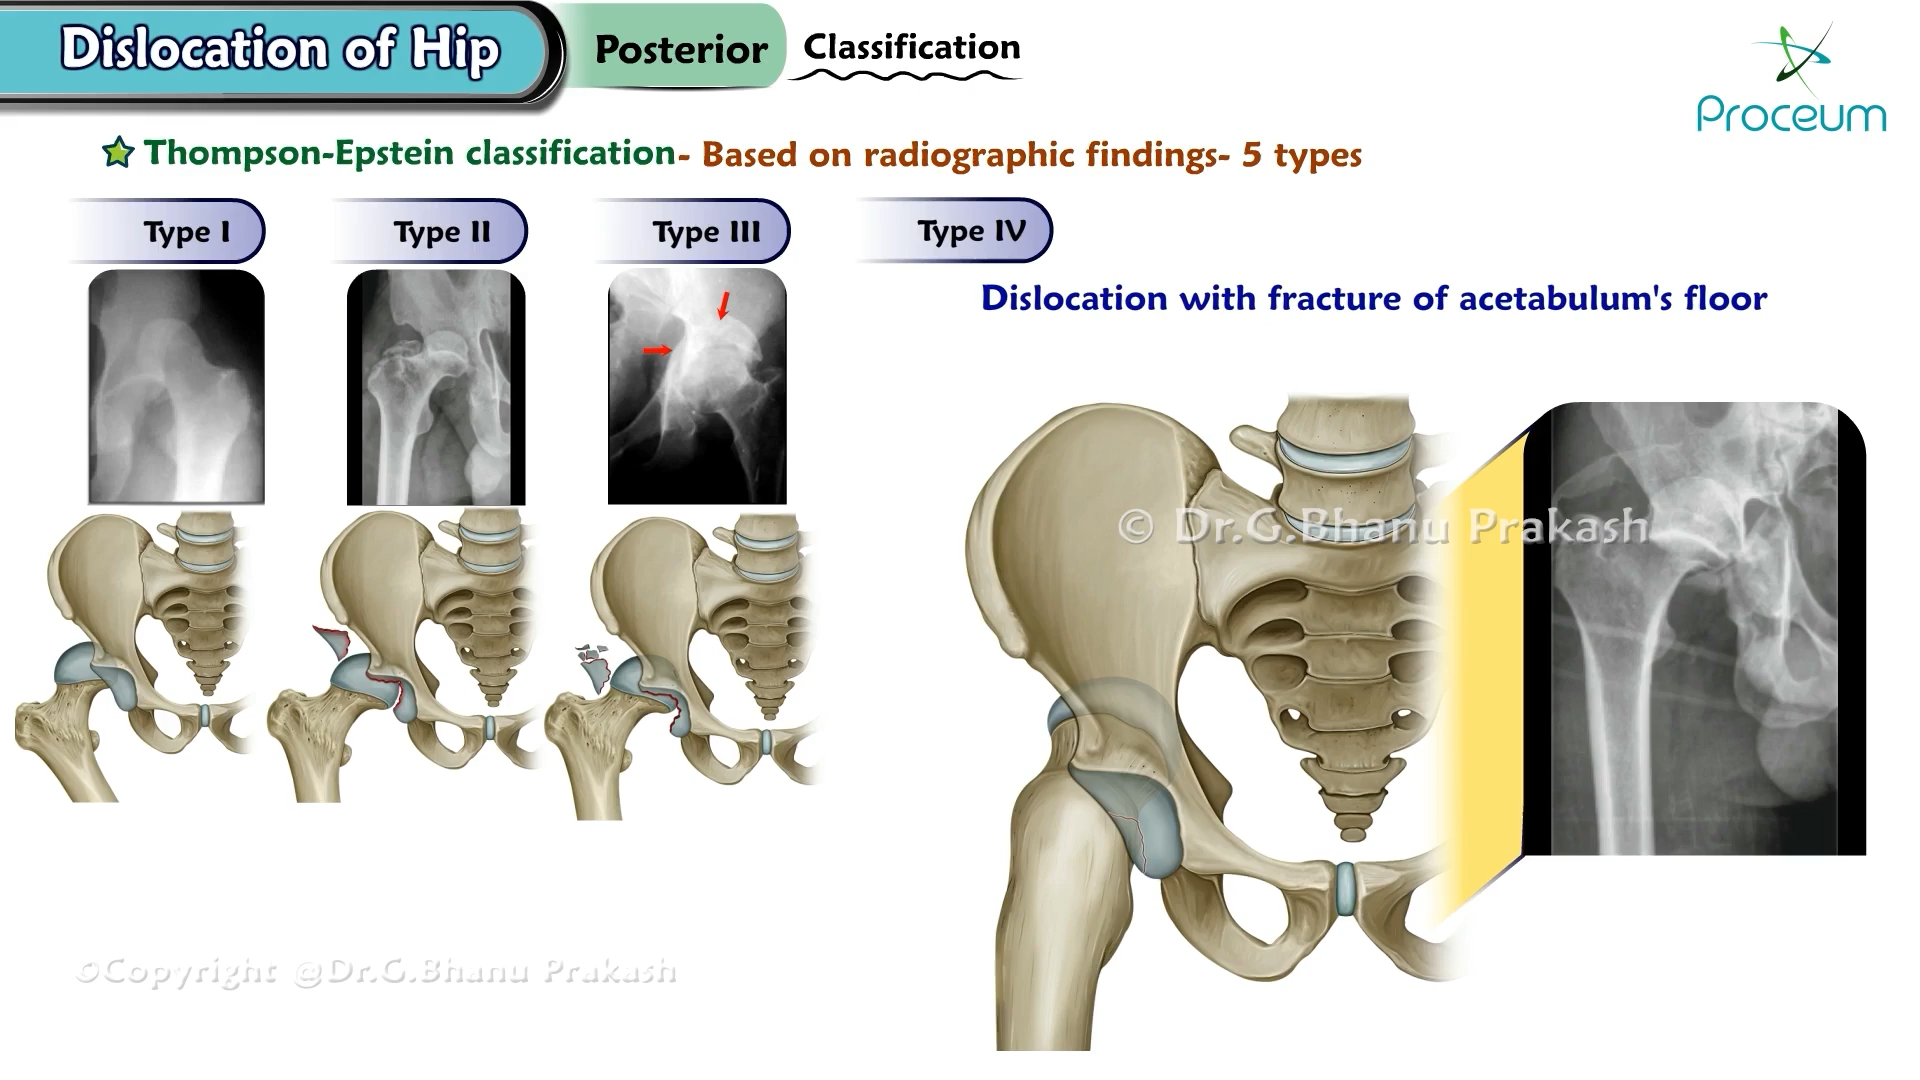 Dislocation of Hip Posterior Classification
Proceum
Thompson-Epstein classification- Based on radiographic findings- 5 types
Type I Type II Type III Type IV
Dislocation with fracture of acetabulum's floor
© Dr.G.Bhanu Prakash
©Copyright @Dr.G.Bhanu Prakash